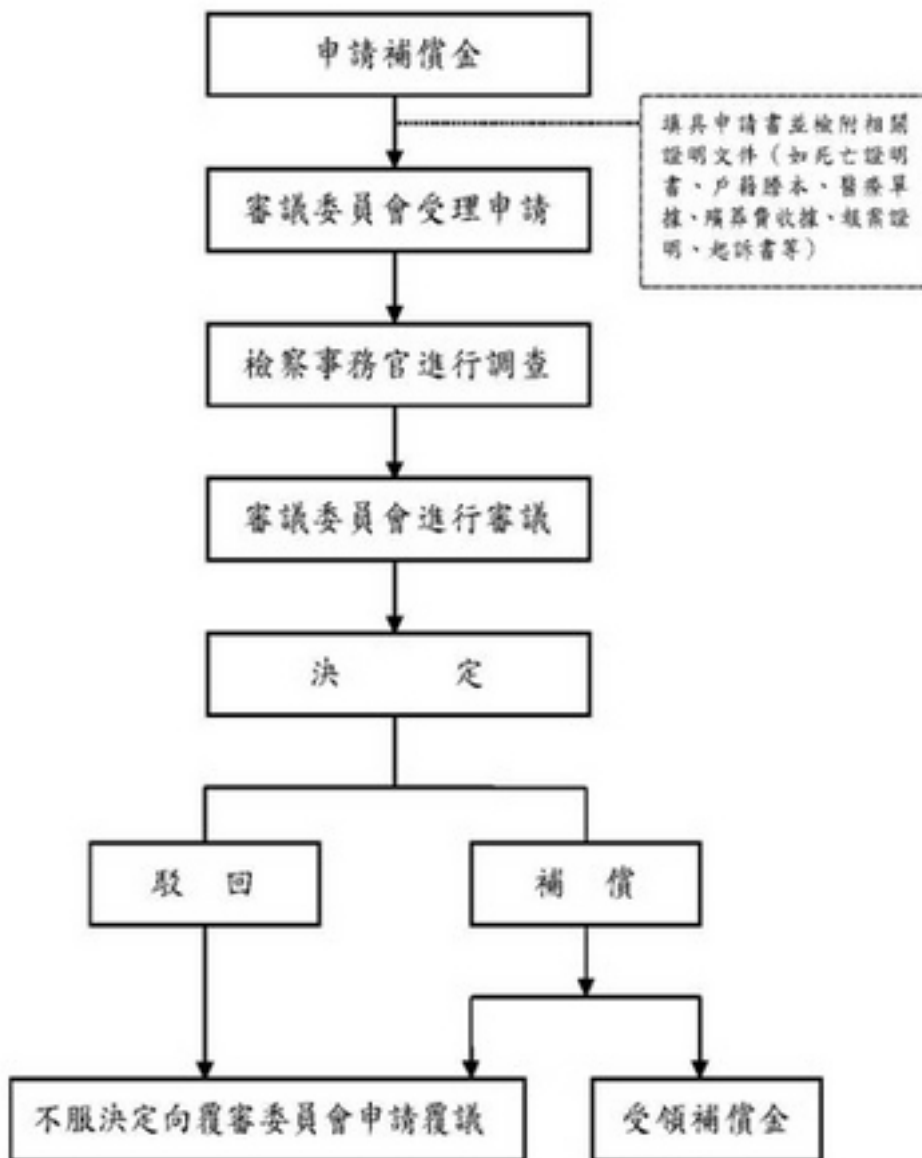 申請補償金
填具申請書並檢附相關
證明文件（如死亡證明
書、戶籍謄本、醫療單
據、殯葬費收據、報案證
明、起訴書等）
審議委員會受理申請
檢察事務官進行調查
審議委員會進行審議
決 定
駁 回
補 償
不服決定向覆審委員會申請覆議
受領補償金